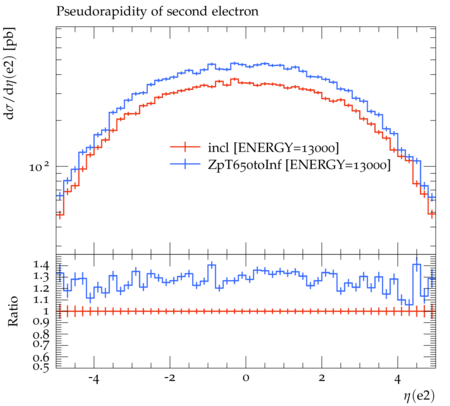 Pseudorapidity of second electron
dσ/dη(e2) [pb]
10²
incl [ENERGY=13000]
ZpT650toInf [ENERGY=13000]
Ratio
1.4
1.3
1.2
1.1
1
0.9
0.8
0.7
0.6
0.5
-4 -2 0 2 4
η(e2)